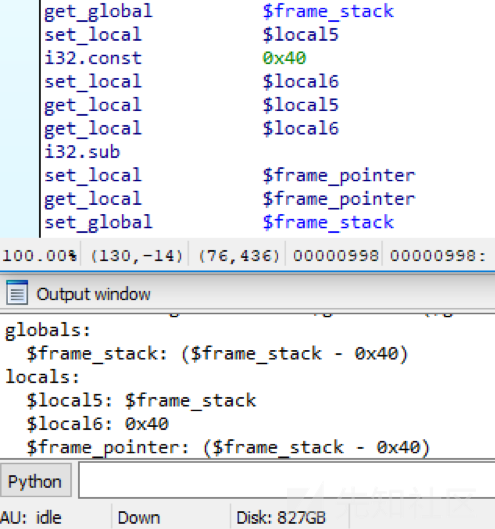 get_global $frame_stack
set_local $local5
i32.const 0x40
set_local $local6
get_local $local5
get_local $local6
i32.sub
set_local $frame_pointer
get_local $frame_pointer
set_global $frame_stack
100.00% (130,-14) (76,436) 00000998 00000998:
Output window
globals:
$frame_stack: ($frame_stack - 0x40)
locals:
$local5: $frame_stack
$local6: 0x40
$frame_pointer: ($frame_stack - 0x40)
Python
AU: idle Down Disk: 827GB